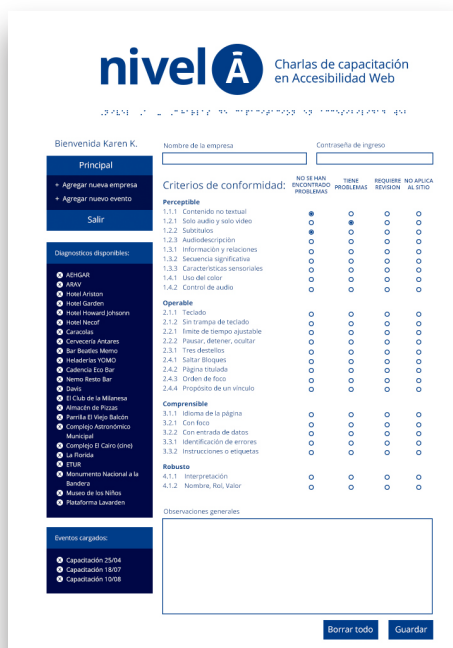 nivel Ā
Charlas de capacitación
en Accesibilidad Web
Bienvenida Karen K.
Principal
+ Agregar nueva empresa
+ Agregar nuevo evento
Salir
Diagnosticos disponibles:
AEHGAR
ARAV
Hotel Ariston
Hotel Garden
Hotel Howard Johsonn
Hotel Necof
Caracolas
Cervecería Antares
Bar Beatles Memo
Heladerías YOMO
Cadencia Eco Bar
Nemo Resto Bar
Davis
El Club de la Milanesa
Almacén de Pizzas
Parrilla El Viejo Balcón
Complejo Astronómico
Municipal
Complejo El Cairo (cine)
La Florida
ETUR
Monumento Nacional a la
Bandera
Museo de los Niños
Plataforma Lavarden
Eventos cargados:
Capacitación 25/04
Capacitación 18/07
Capacitación 10/08
Nombre de la empresa
Contraseña de ingreso
Criterios de conformidad:
NO SE HAN
ENCONTRADO
PROBLEMAS
TIENE
PROBLEMAS
REQUIERE
REVISION
NO APLICA
AL SITIO
Perceptible
1.1.1 Contenido no textual
1.2.1 Solo audio y solo video
1.2.2 Subtitulos
1.2.3 Audiodescripción
1.3.1 Información y relaciones
1.3.2 Secuencia significativa
1.3.3 Características sensoriales
1.4.1 Uso del color
1.4.2 Control de audio
Operable
2.1.1 Teclado
2.1.2 Sin trampa de teclado
2.2.1 límite de tiempo ajustable
2.2.2 Pausar, detener, ocultar
2.3.1 Tres destellos
2.4.1 Saltar Bloques
2.4.2 Página titulada
2.4.3 Orden de foco
2.4.4 Propósito de un vínculo
Comprensible
3.1.1 Idioma de la página
3.2.1 Con foco
3.2.2 Con entrada de datos
3.3.1 Identificación de errores
3.3.2 Instrucciones o etiquetas
Robusto
4.1.1 Interpretación
4.1.2 Nombre, Rol, Valor
Observaciones generales
Borrar todo
Guardar